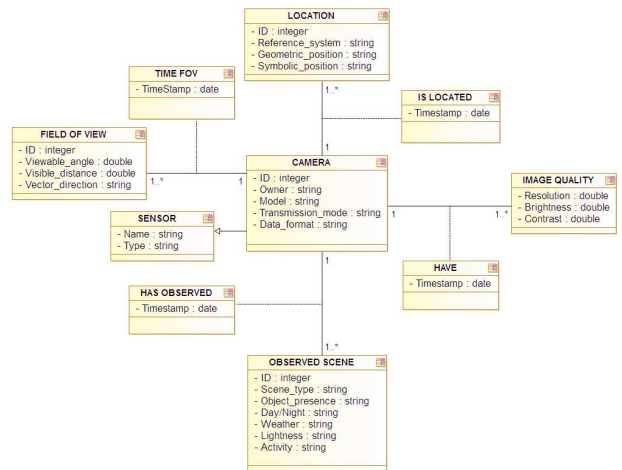 LOCATION
- ID : integer
- Reference_system : string
- Geometric_position : string
- Symbolic_position : string
TIME FOV
- TimeStamp : date
1..*
IS LOCATED
- Timestamp : date
FIELD OF VIEW
- ID : integer
- Viewable_angle : double
- Visible_distance : double
- Vector_direction : string
1..*
1
1
CAMERA
- ID : integer
- Owner : string
- Model : string
- Transmission_mode : string
- Data_format : string
1
1..*
IMAGE QUALITY
- Resolution : double
- Brightness : double
- Contrast : double
SENSOR
- Name : string
- Type : string
1
HAVE
- Timestamp : date
HAS OBSERVED
- Timestamp : date
1..*
OBSERVED SCENE
- ID : integer
- Scene_type : string
- Object_presence : string
- Day/Night : string
- Weather : string
- Lightness : string
- Activity : string